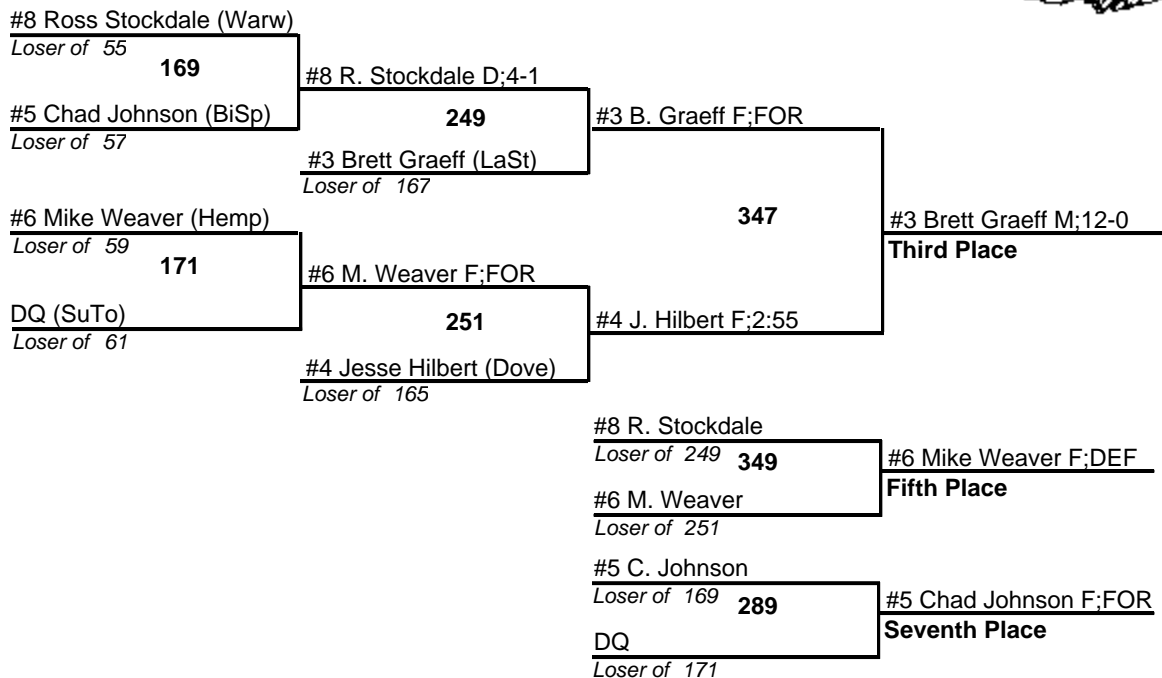 #8 Ross Stockdale (Warw)
Loser of 55
169
#8 R. Stockdale D;4-1
#5 Chad Johnson (BiSp)
Loser of 57
249
#3 B. Graeff F;FOR
#3 Brett Graeff (LaSt)
Loser of 167
#6 Mike Weaver (Hemp)
Loser of 59
347
#3 Brett Graeff M;12-0
Third Place
171
#6 M. Weaver F;FOR
DQ (SuTo)
Loser of 61
251
#4 J. Hilbert F;2:55
#4 Jesse Hilbert (Dove)
Loser of 165
#8 R. Stockdale
Loser of 249
349
#6 Mike Weaver F;DEF
Fifth Place
#6 M. Weaver
Loser of 251
#5 C. Johnson
Loser of 169
289
#5 Chad Johnson F;FOR
Seventh Place
DQ
Loser of 171